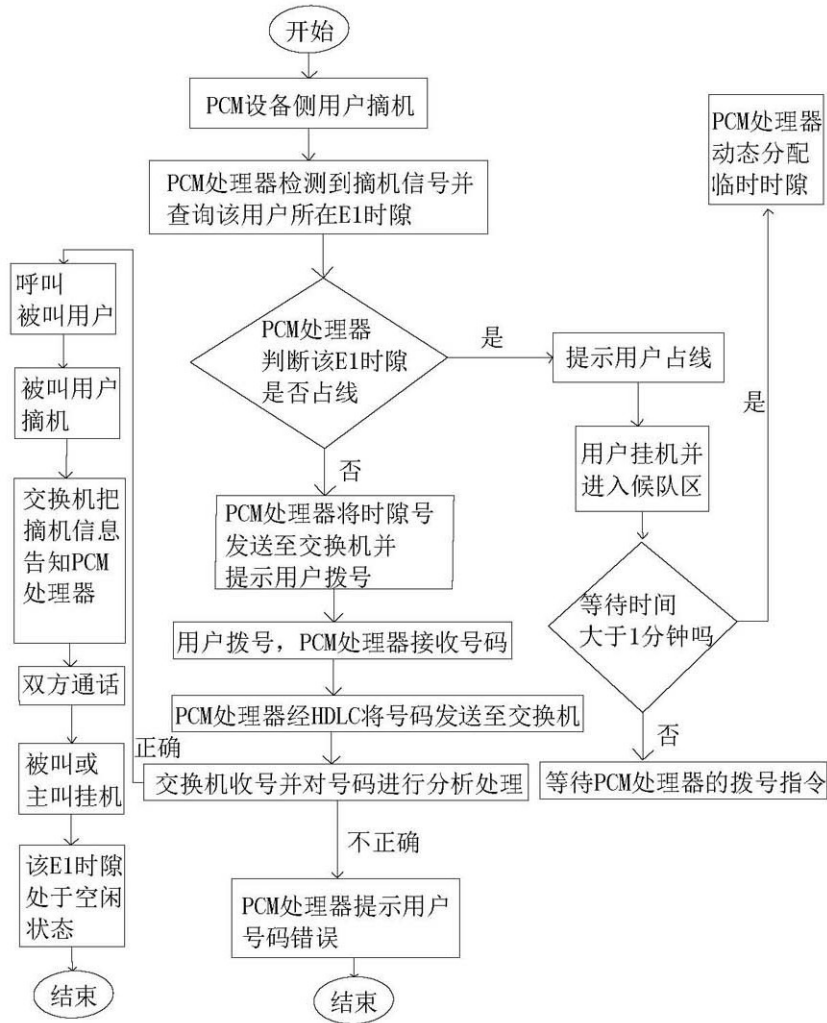 开始
PCM设备侧用户摘机
PCM处理器检测到摘机信号并
查询该用户所在E1时隙
PCM处理器
判断该E1时隙
是否占线
是
提示用户占线
用户挂机并
进入候队区
等待时间
大于1分钟吗
是
PCM处理器
动态分配
临时时隙
否
等待PCM处理器的拨号指令
否
PCM处理器将时隙号
发送至交换机并
提示用户拨号
用户拨号，PCM处理器接收号码
PCM处理器经HDLC将号码发送至交换机
交换机收号并对号码进行分析处理
不正确
PCM处理器提示用户
号码错误
结束
正确
呼叫
被叫用户
被叫用户
摘机
交换机把
摘机信息
告知PCM
处理器
双方通话
被叫或
主叫挂机
该E1时隙
处于空闲
状态
结束